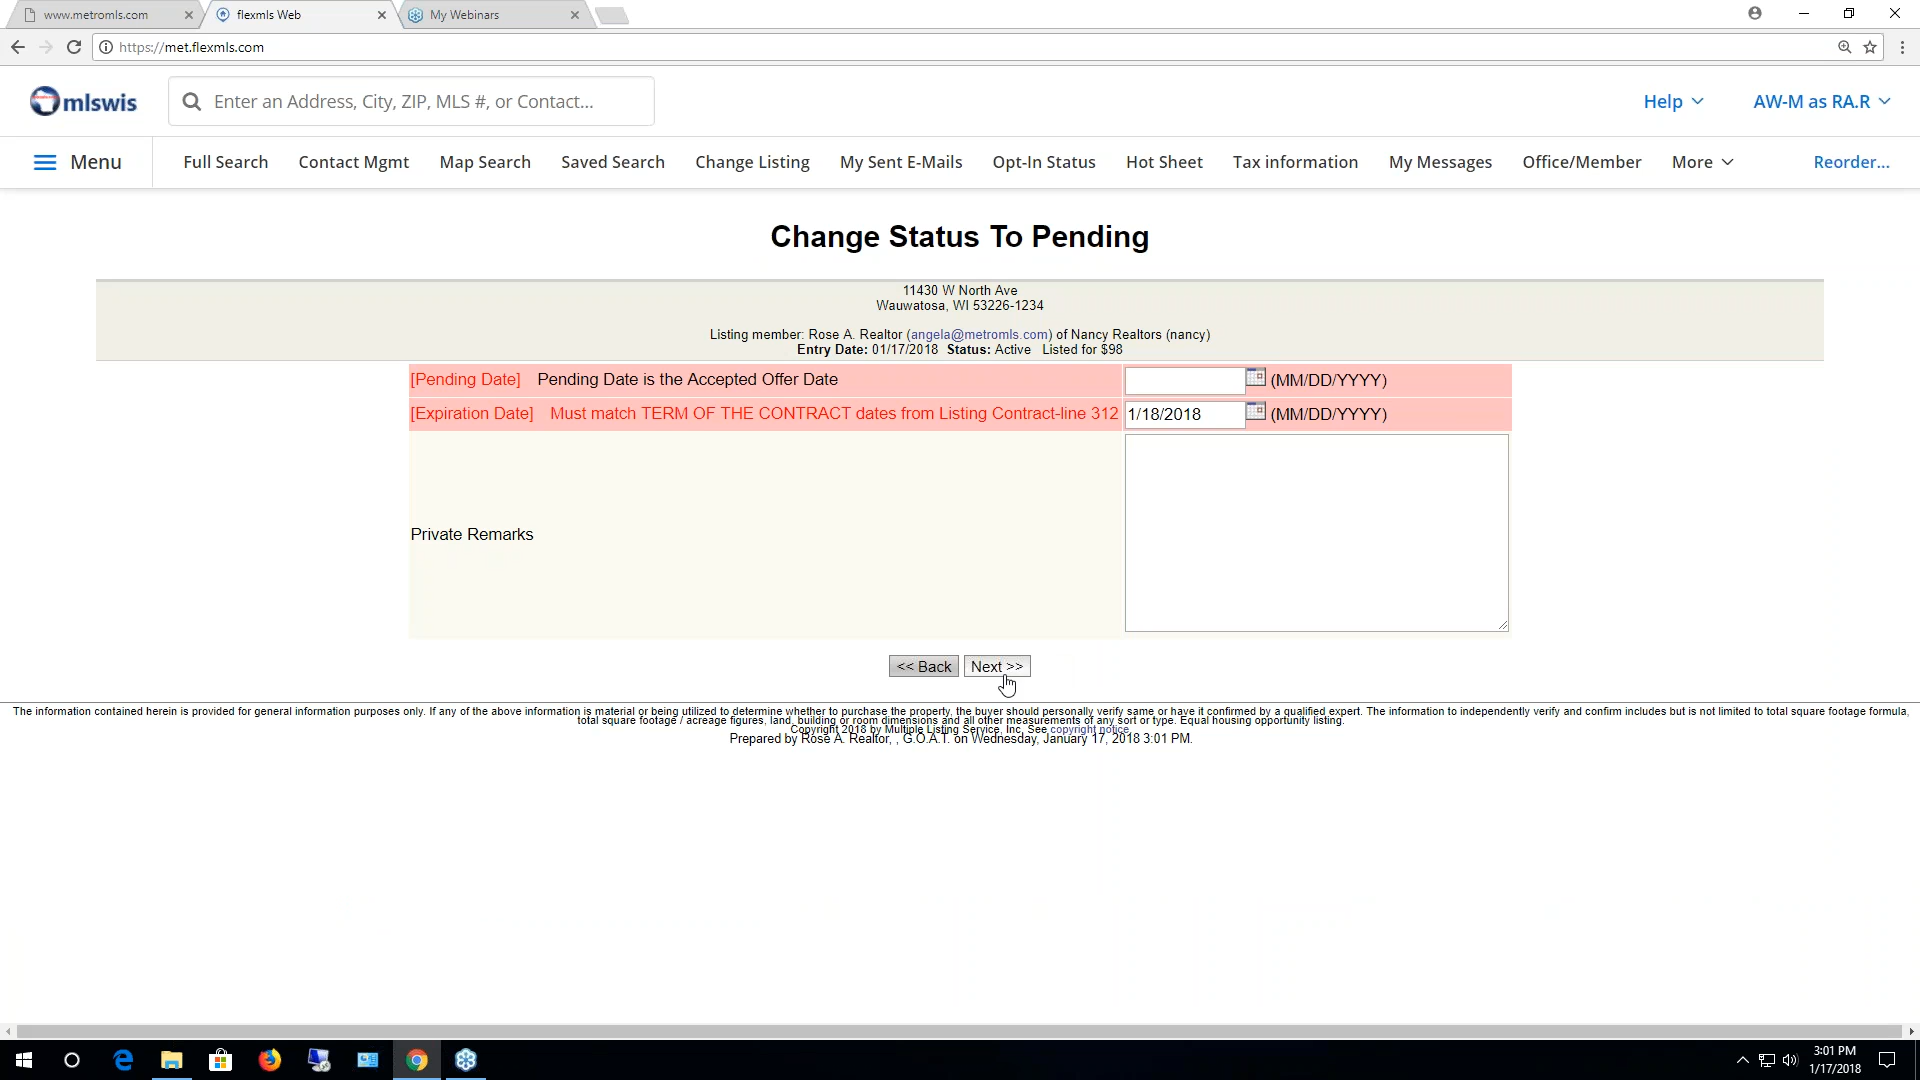 www.metromls.com
flexmls Web
My Webinars
https://met.flexmls.com
mlswis
Enter an Address, City, ZIP, MLS #, or Contact...
Help
AW-M as RA.R
Menu
Full Search
Contact Mgmt
Map Search
Saved Search
Change Listing
My Sent E-Mails
Opt-In Status
Hot Sheet
Tax information
My Messages
Office/Member
More
Reorder...
Change Status To Pending
11430 W North Ave
Wauwatosa, WI 53226-1234
Listing member: Rose A. Realtor (angela@metromls.com) of Nancy Realtors (nancy)
Entry Date: 01/17/2018 Status: Active Listed for $98
[Pending Date] Pending Date is the Accepted Offer Date
(MM/DD/YYYY)
[Expiration Date] Must match TERM OF THE CONTRACT dates from Listing Contract-line 312
1/18/2018
(MM/DD/YYYY)
Private Remarks
<< Back
Next >>
The information contained herein is provided for general information purposes only. If any of the above information is material or being utilized to determine whether to purchase the property, the buyer should personally verify same or have it confirmed by a qualified expert. The information to independently verify and confirm includes but is not limited to total square footage formula,
total square footage / acreage figures, land, building or room dimensions and all other measurements of any sort or type. Equal housing opportunity listing.
Copyright 2018 by Multiple Listing Service, Inc. See copyright notice.
Prepared by Rose A. Realtor, , G.O.A.T. on Wednesday, January 17, 2018 3:01 PM.
3:01 PM
1/17/2018